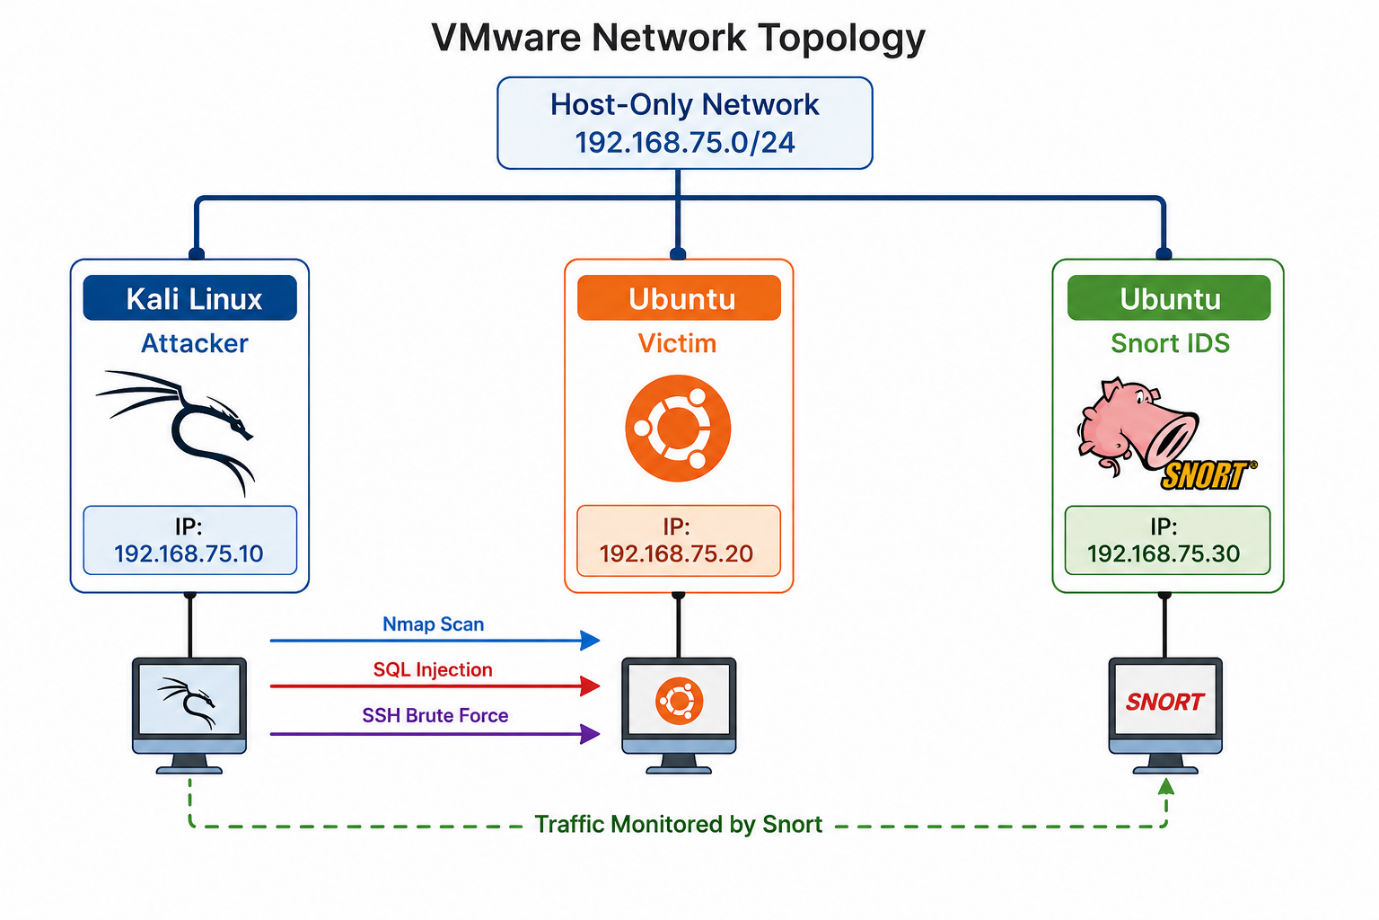 VMware Network Topology
Host-Only Network
192.168.75.0/24
Kali Linux
Attacker
IP:
192.168.75.10
Ubuntu
Victim
IP:
192.168.75.20
Ubuntu
Snort IDS
SNORT®
IP:
192.168.75.30
Nmap Scan
SQL Injection
SSH Brute Force
SNORT
Traffic Monitored by Snort